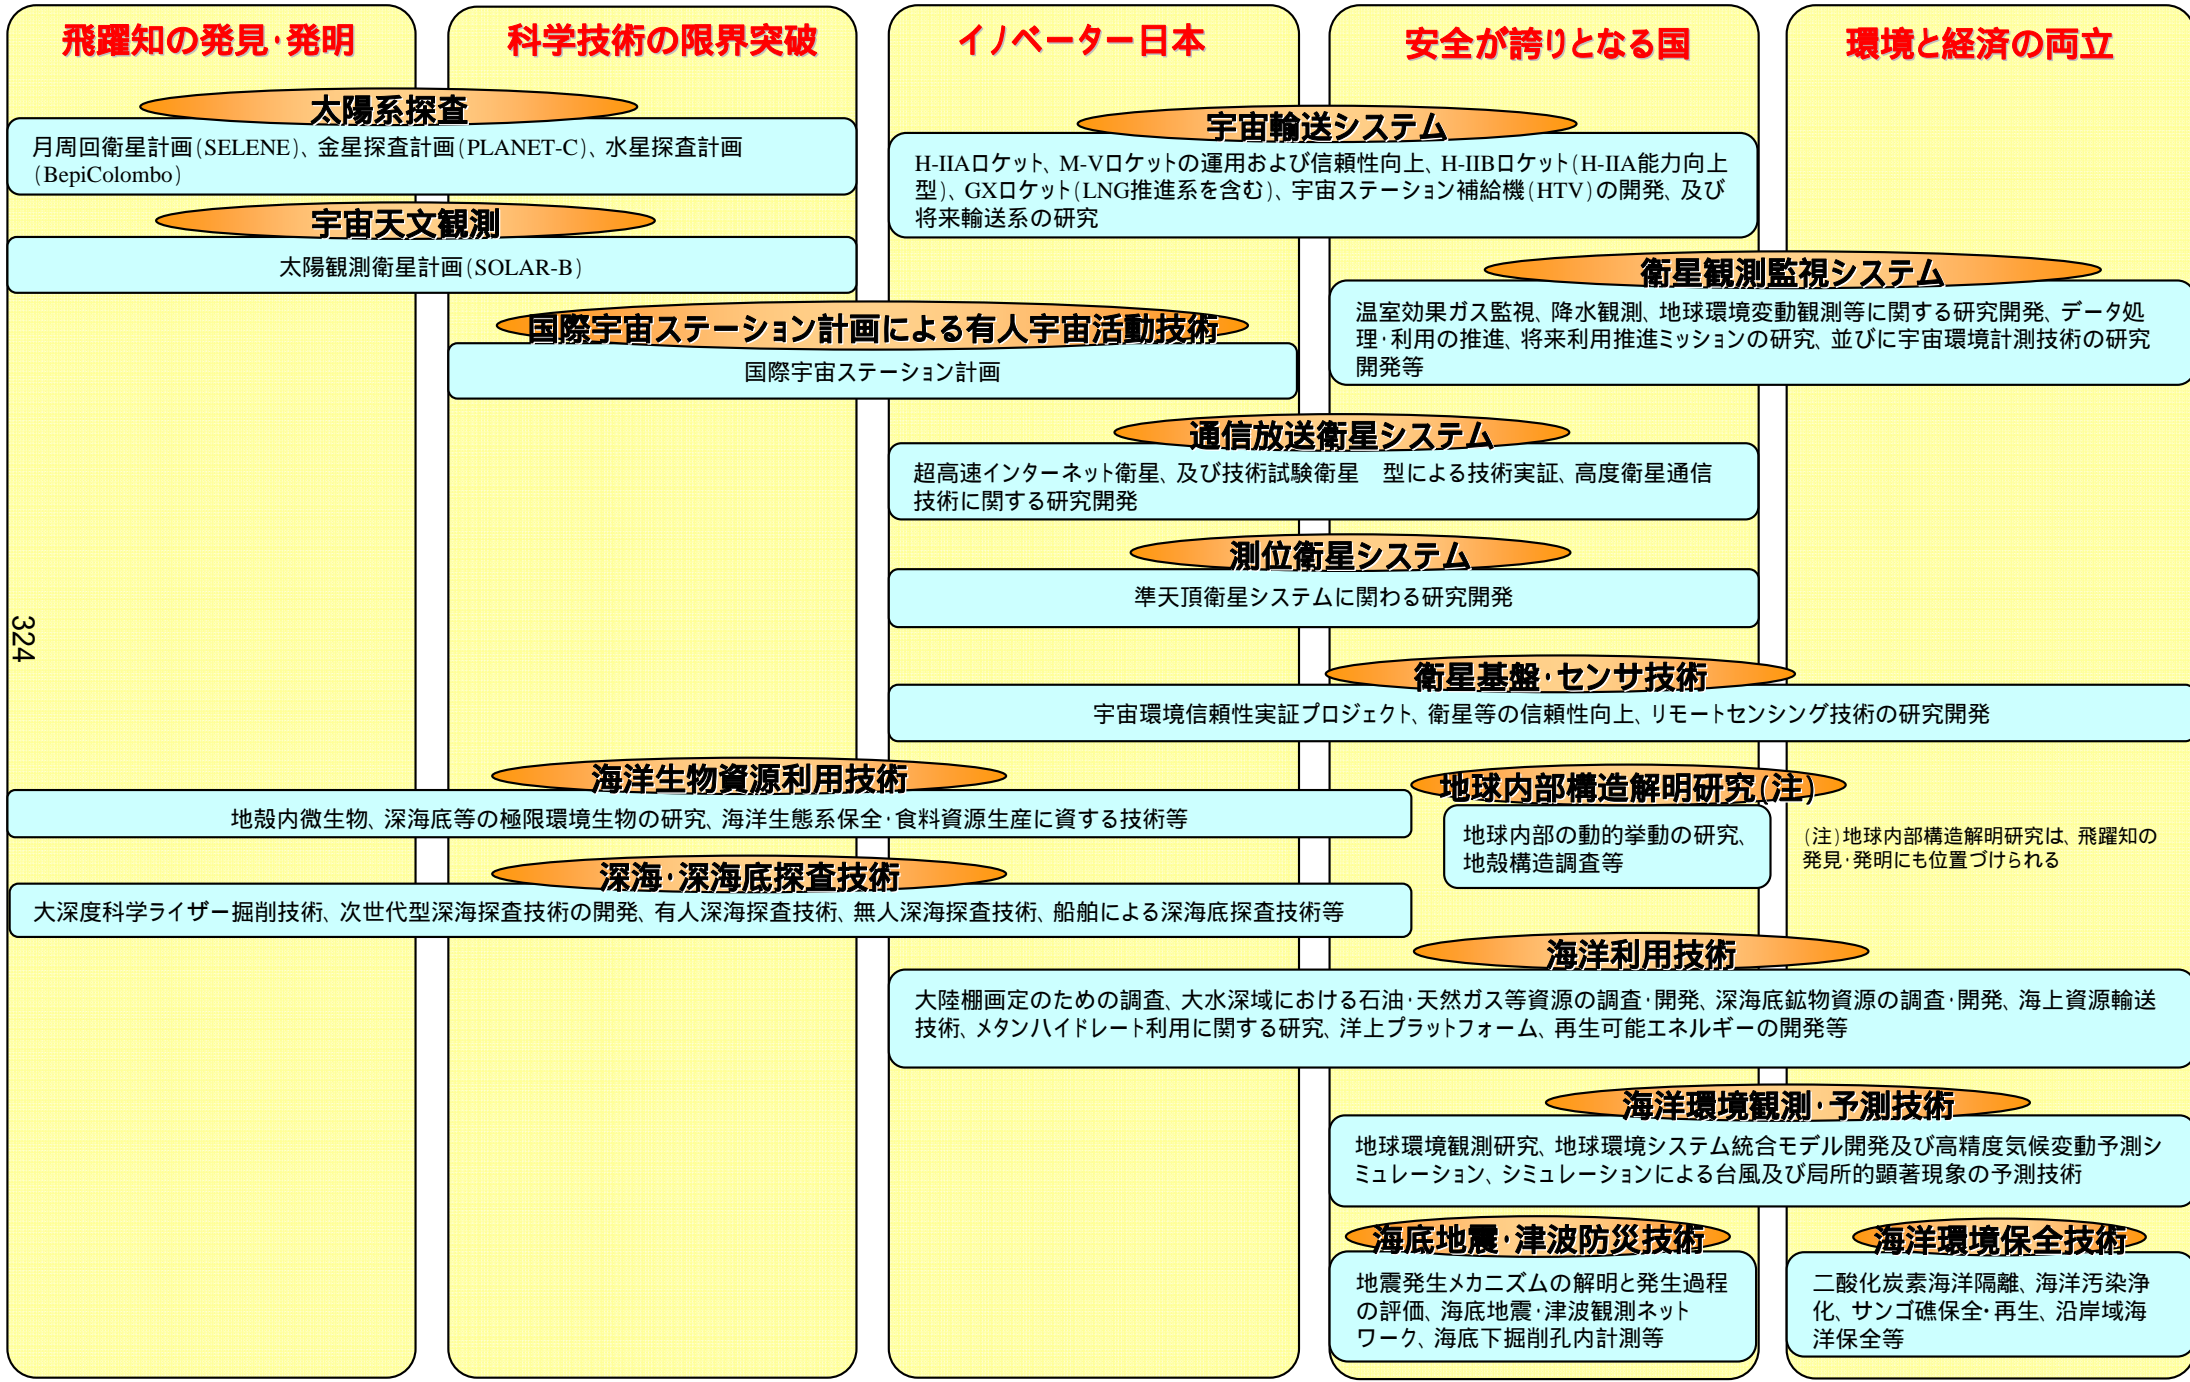 飛躍知の発見・発明
科学技術の限界突破
イノベーター日本
安全が誇りとなる国
環境と経済の両立
太陽系探査
月周回衛星計画(SELENE)、金星探査計画(PLANET-C)、水星探査計画
(BepiColombo)
宇宙輸送システム
H-IIAロケット、M-Vロケットの運用および信頼性向上、H-IIBロケット(H-IIA能力向上
型)、GXロケット(LNG推進系を含む)、宇宙ステーション補給機(HTV)の開発、及び
将来輸送系の研究
宇宙天文観測
太陽観測衛星計画(SOLAR-B)
衛星観測監視システム
温室効果ガス監視、降水観測、地球環境変動観測等に関する研究開発、データ処
理・利用の推進、将来利用推進ミッションの研究、並びに宇宙環境計測技術の研究
開発等
国際宇宙ステーション計画による有人宇宙活動技術
国際宇宙ステーション計画
通信放送衛星システム
超高速インターネット衛星、及び技術試験衛星　型による技術実証、高度衛星通信
技術に関する研究開発
測位衛星システム
準天頂衛星システムに関わる研究開発
324
衛星基盤・センサ技術
宇宙環境信頼性実証プロジェクト、衛星等の信頼性向上、リモートセンシング技術の研究開発
海洋生物資源利用技術
地殻内微生物、深海底等の極限環境生物の研究、海洋生態系保全・食料資源生産に資する技術等
地球内部構造解明研究(注)
地球内部の動的挙動の研究、
地殻構造調査等
(注)地球内部構造解明研究は、飛躍知の
発見・発明にも位置づけられる
深海・深海底探査技術
大深度科学ライザー掘削技術、次世代型深海探査技術の開発、有人深海探査技術、無人深海探査技術、船舶による深海底探査技術等
海洋利用技術
大陸棚画定のための調査、大水深域における石油・天然ガス等資源の調査・開発、深海底鉱物資源の調査・開発、海上資源輸送
技術、メタンハイドレート利用に関する研究、洋上プラットフォーム、再生可能エネルギーの開発等
海洋環境観測・予測技術
地球環境観測研究、地球環境システム統合モデル開発及び高精度気候変動予測シ
ミュレーション、シミュレーションによる台風及び局所的顕著現象の予測技術
海底地震・津波防災技術
地震発生メカニズムの解明と発生過程
の評価、海底地震・津波観測ネット
ワーク、海底下掘削孔内計測等
海洋環境保全技術
二酸化炭素海洋隔離、海洋汚染浄
化、サンゴ礁保全・再生、沿岸域海
洋保全等